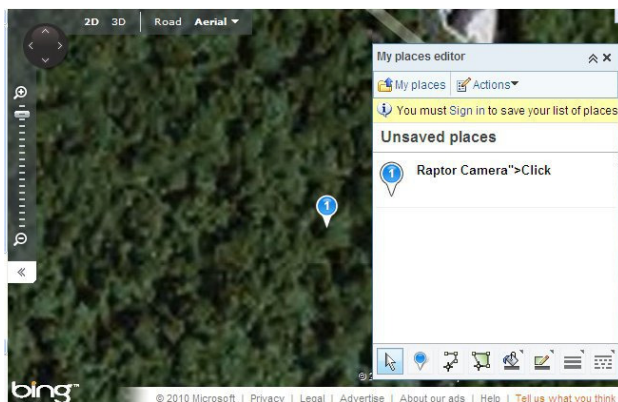 2D 3D Road Aerial
My places editor
My places Actions
You must Sign in to save your list of places
Unsaved places
1 Raptor Camera">Click
1
bing™
© 2010 Microsoft | Privacy | Legal | Advertise | About our ads | Help | Tell us what you think